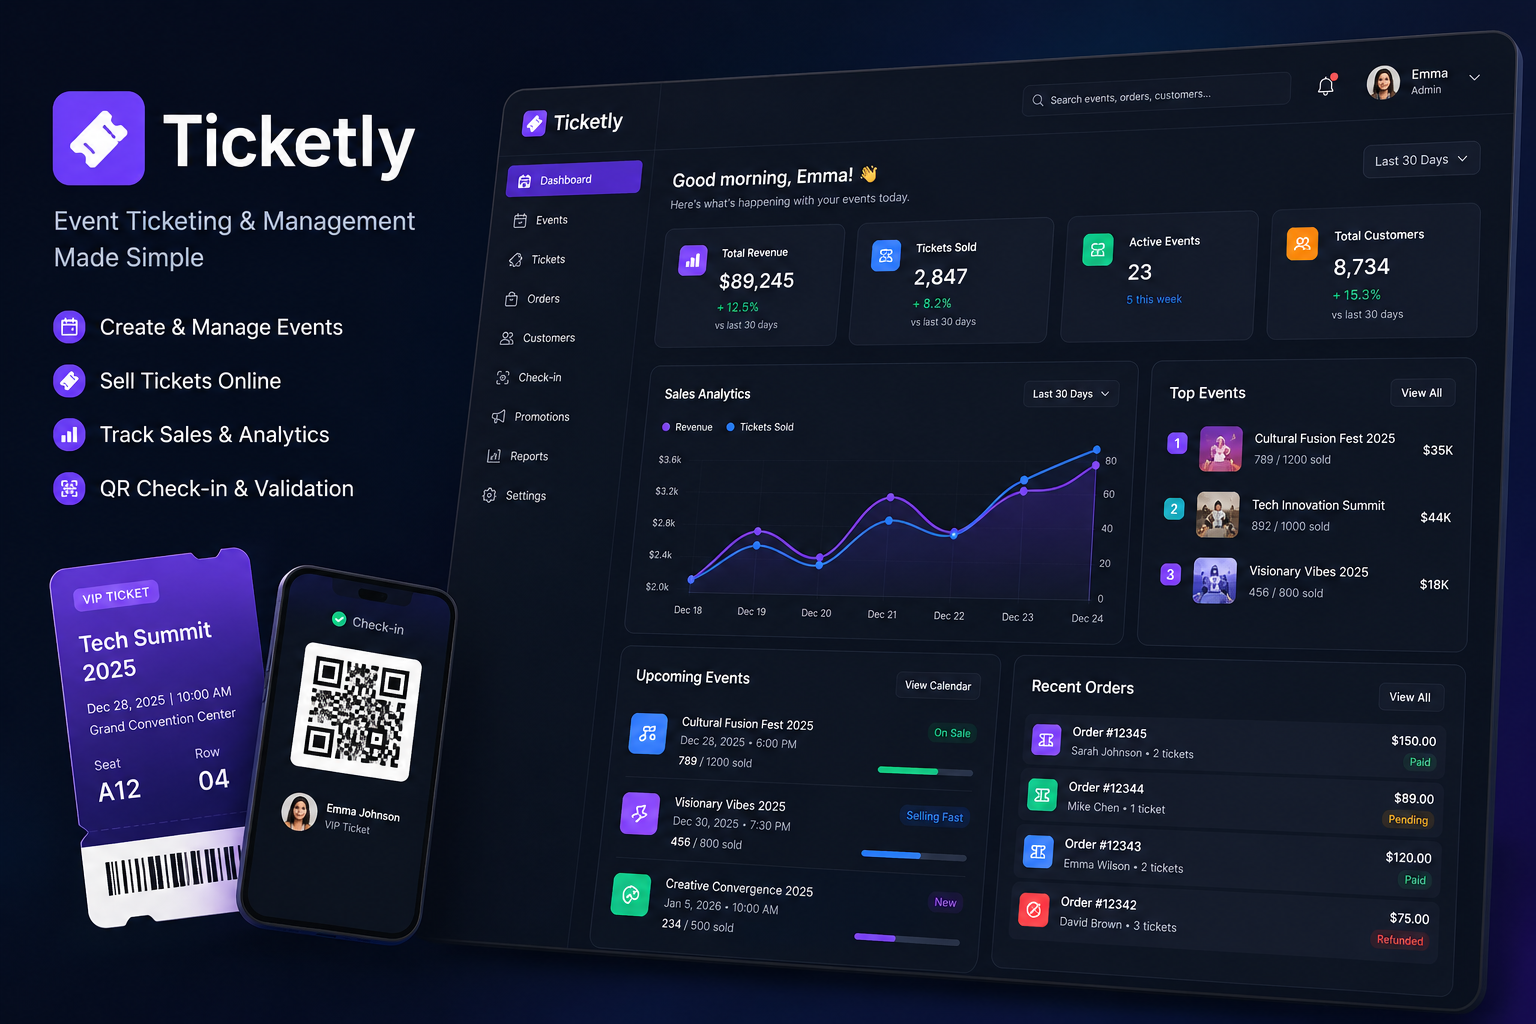 Ticketly
Event Ticketing & Management
Made Simple
Create & Manage Events
Sell Tickets Online
Track Sales & Analytics
QR Check-in & Validation
VIP TICKET
Tech Summit
2025
Dec 28, 2025 | 10:00 AM
Grand Convention Center
Seat
Row
A12
04
Check-in
Emma Johnson
VIP Ticket
Ticketly
Search events, orders, customers...
Emma
Admin
Dashboard
Events
Tickets
Orders
Customers
Check-in
Promotions
Reports
Settings
Good morning, Emma! 👋
Here's what's happening with your events today.
Last 30 Days
Total Revenue
$89,245
+ 12.5%
vs last 30 days
Tickets Sold
2,847
+ 8.2%
vs last 30 days
Active Events
23
5 this week
Total Customers
8,734
+ 15.3%
vs last 30 days
Sales Analytics
Last 30 Days
Revenue
Tickets Sold
$3.6k
$3.2k
$2.8k
$2.4k
$2.0k
80
60
40
20
0
Dec 18
Dec 19
Dec 20
Dec 21
Dec 22
Dec 23
Dec 24
Top Events
View All
1
Cultural Fusion Fest 2025
789 / 1200 sold
$35K
2
Tech Innovation Summit
892 / 1000 sold
$44K
3
Visionary Vibes 2025
456 / 800 sold
$18K
Upcoming Events
View Calendar
Cultural Fusion Fest 2025
Dec 28, 2025 • 6:00 PM
789 / 1200 sold
On Sale
Visionary Vibes 2025
Dec 30, 2025 • 7:30 PM
456 / 800 sold
Selling Fast
Creative Convergence 2025
Jan 5, 2026 • 10:00 AM
234 / 500 sold
New
Recent Orders
View All
Order #12345
Sarah Johnson • 2 tickets
$150.00
Paid
Order #12344
Mike Chen • 1 ticket
$89.00
Pending
Order #12343
Emma Wilson • 2 tickets
$120.00
Paid
Order #12342
David Brown • 3 tickets
$75.00
Refunded